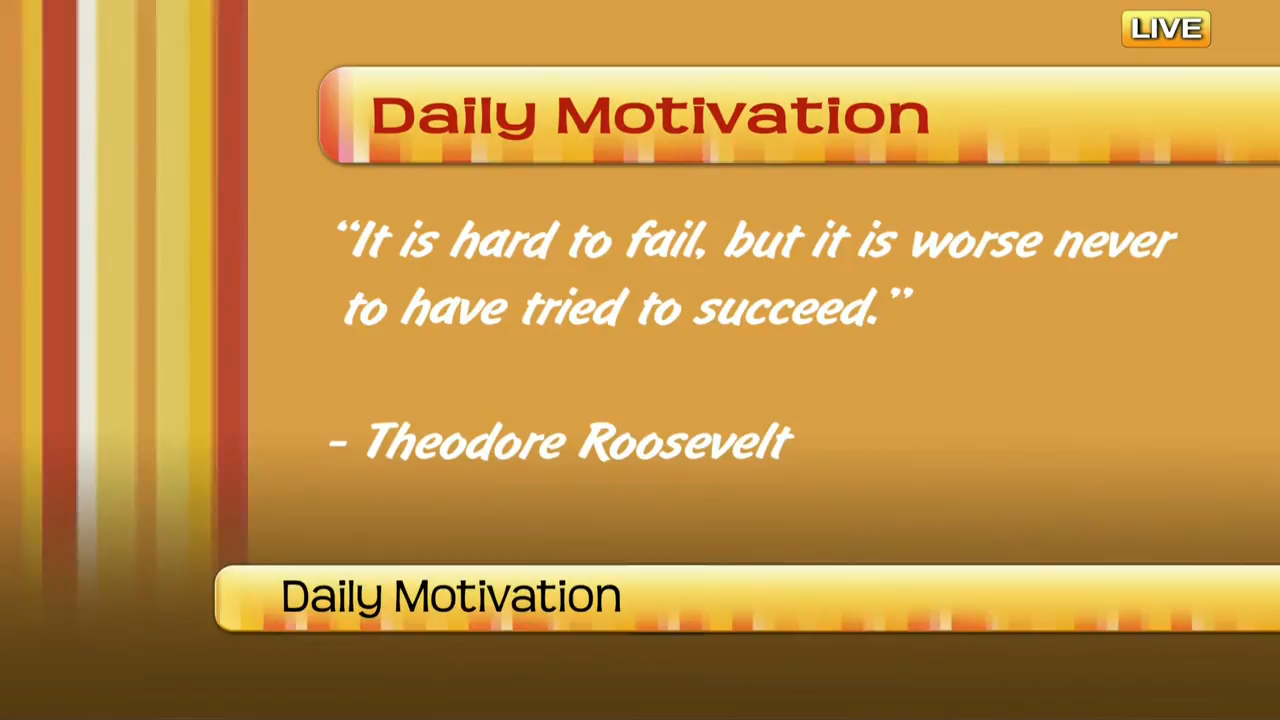 LIVE
Daily Motivation
“It is hard to fail, but it is worse never
to have tried to succeed.”
- Theodore Roosevelt
Daily Motivation